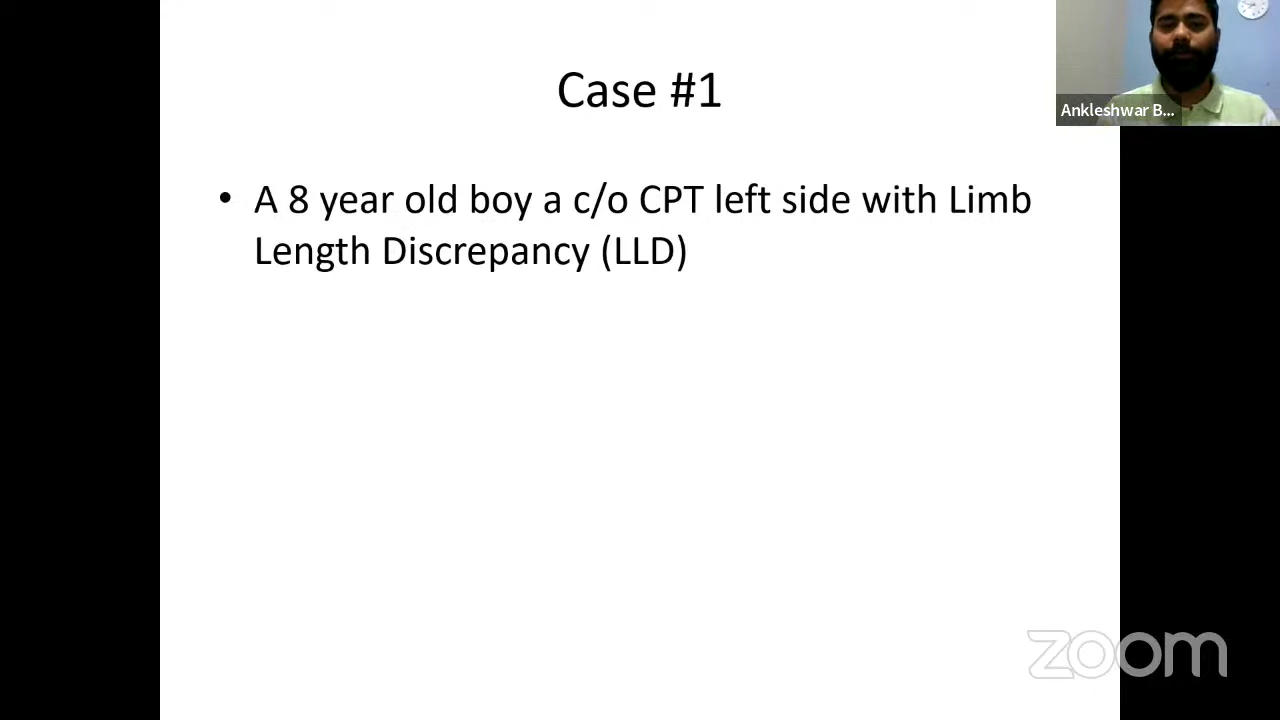 Case #1
Ankleshwar B...
• A 8 year old boy a c/o CPT left side with Limb
Length Discrepancy (LLD)
zoom